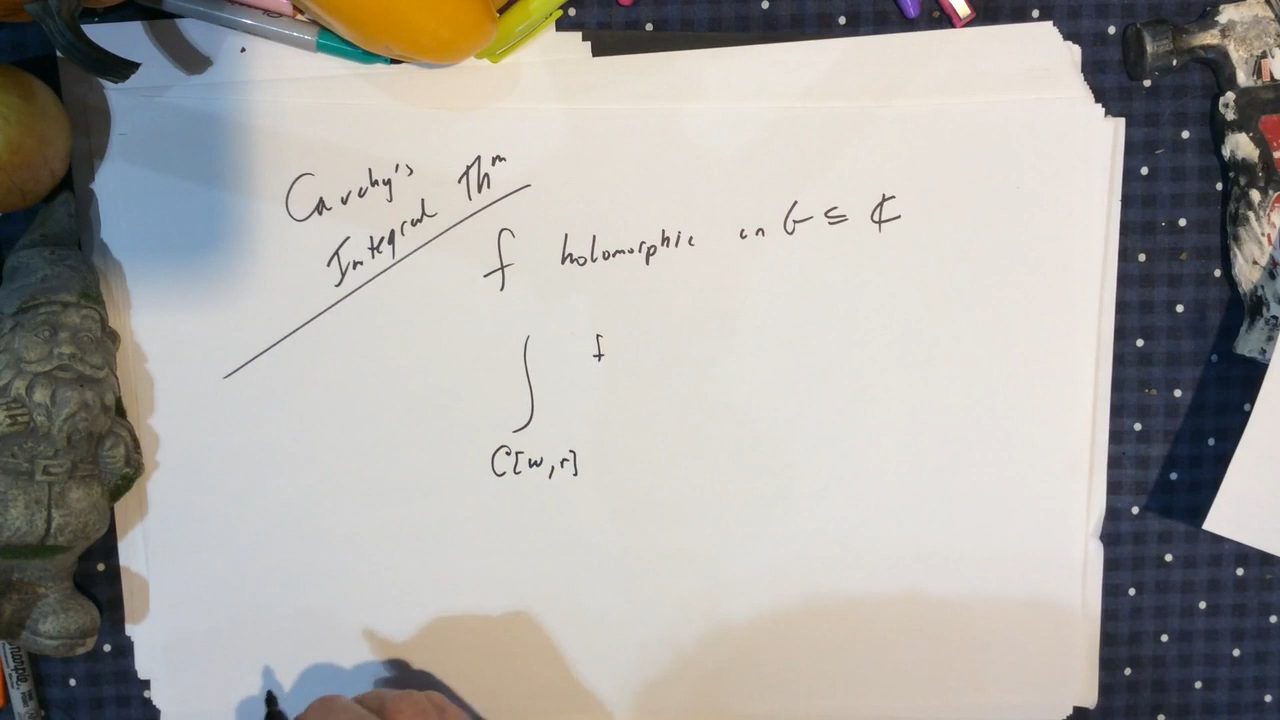 Cauchy's
Integral Thᵐ
f holomorphic on G ⊆ ℂ
∫ f
C[w,r]